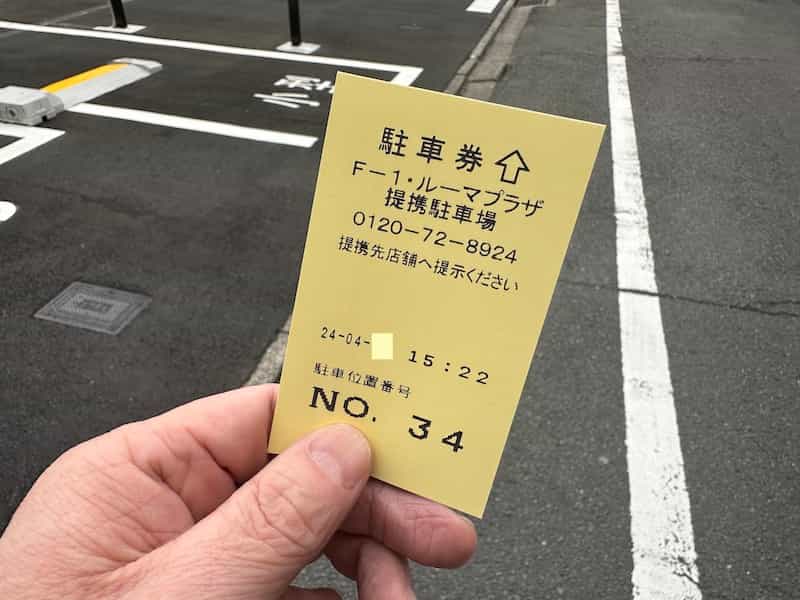 駐車券⇧
F－1・ルーマプラザ
提携駐車場
0120－72－8924
提携先店舗へ提示ください
24-04- 15:22
駐車位置番号
NO. 34